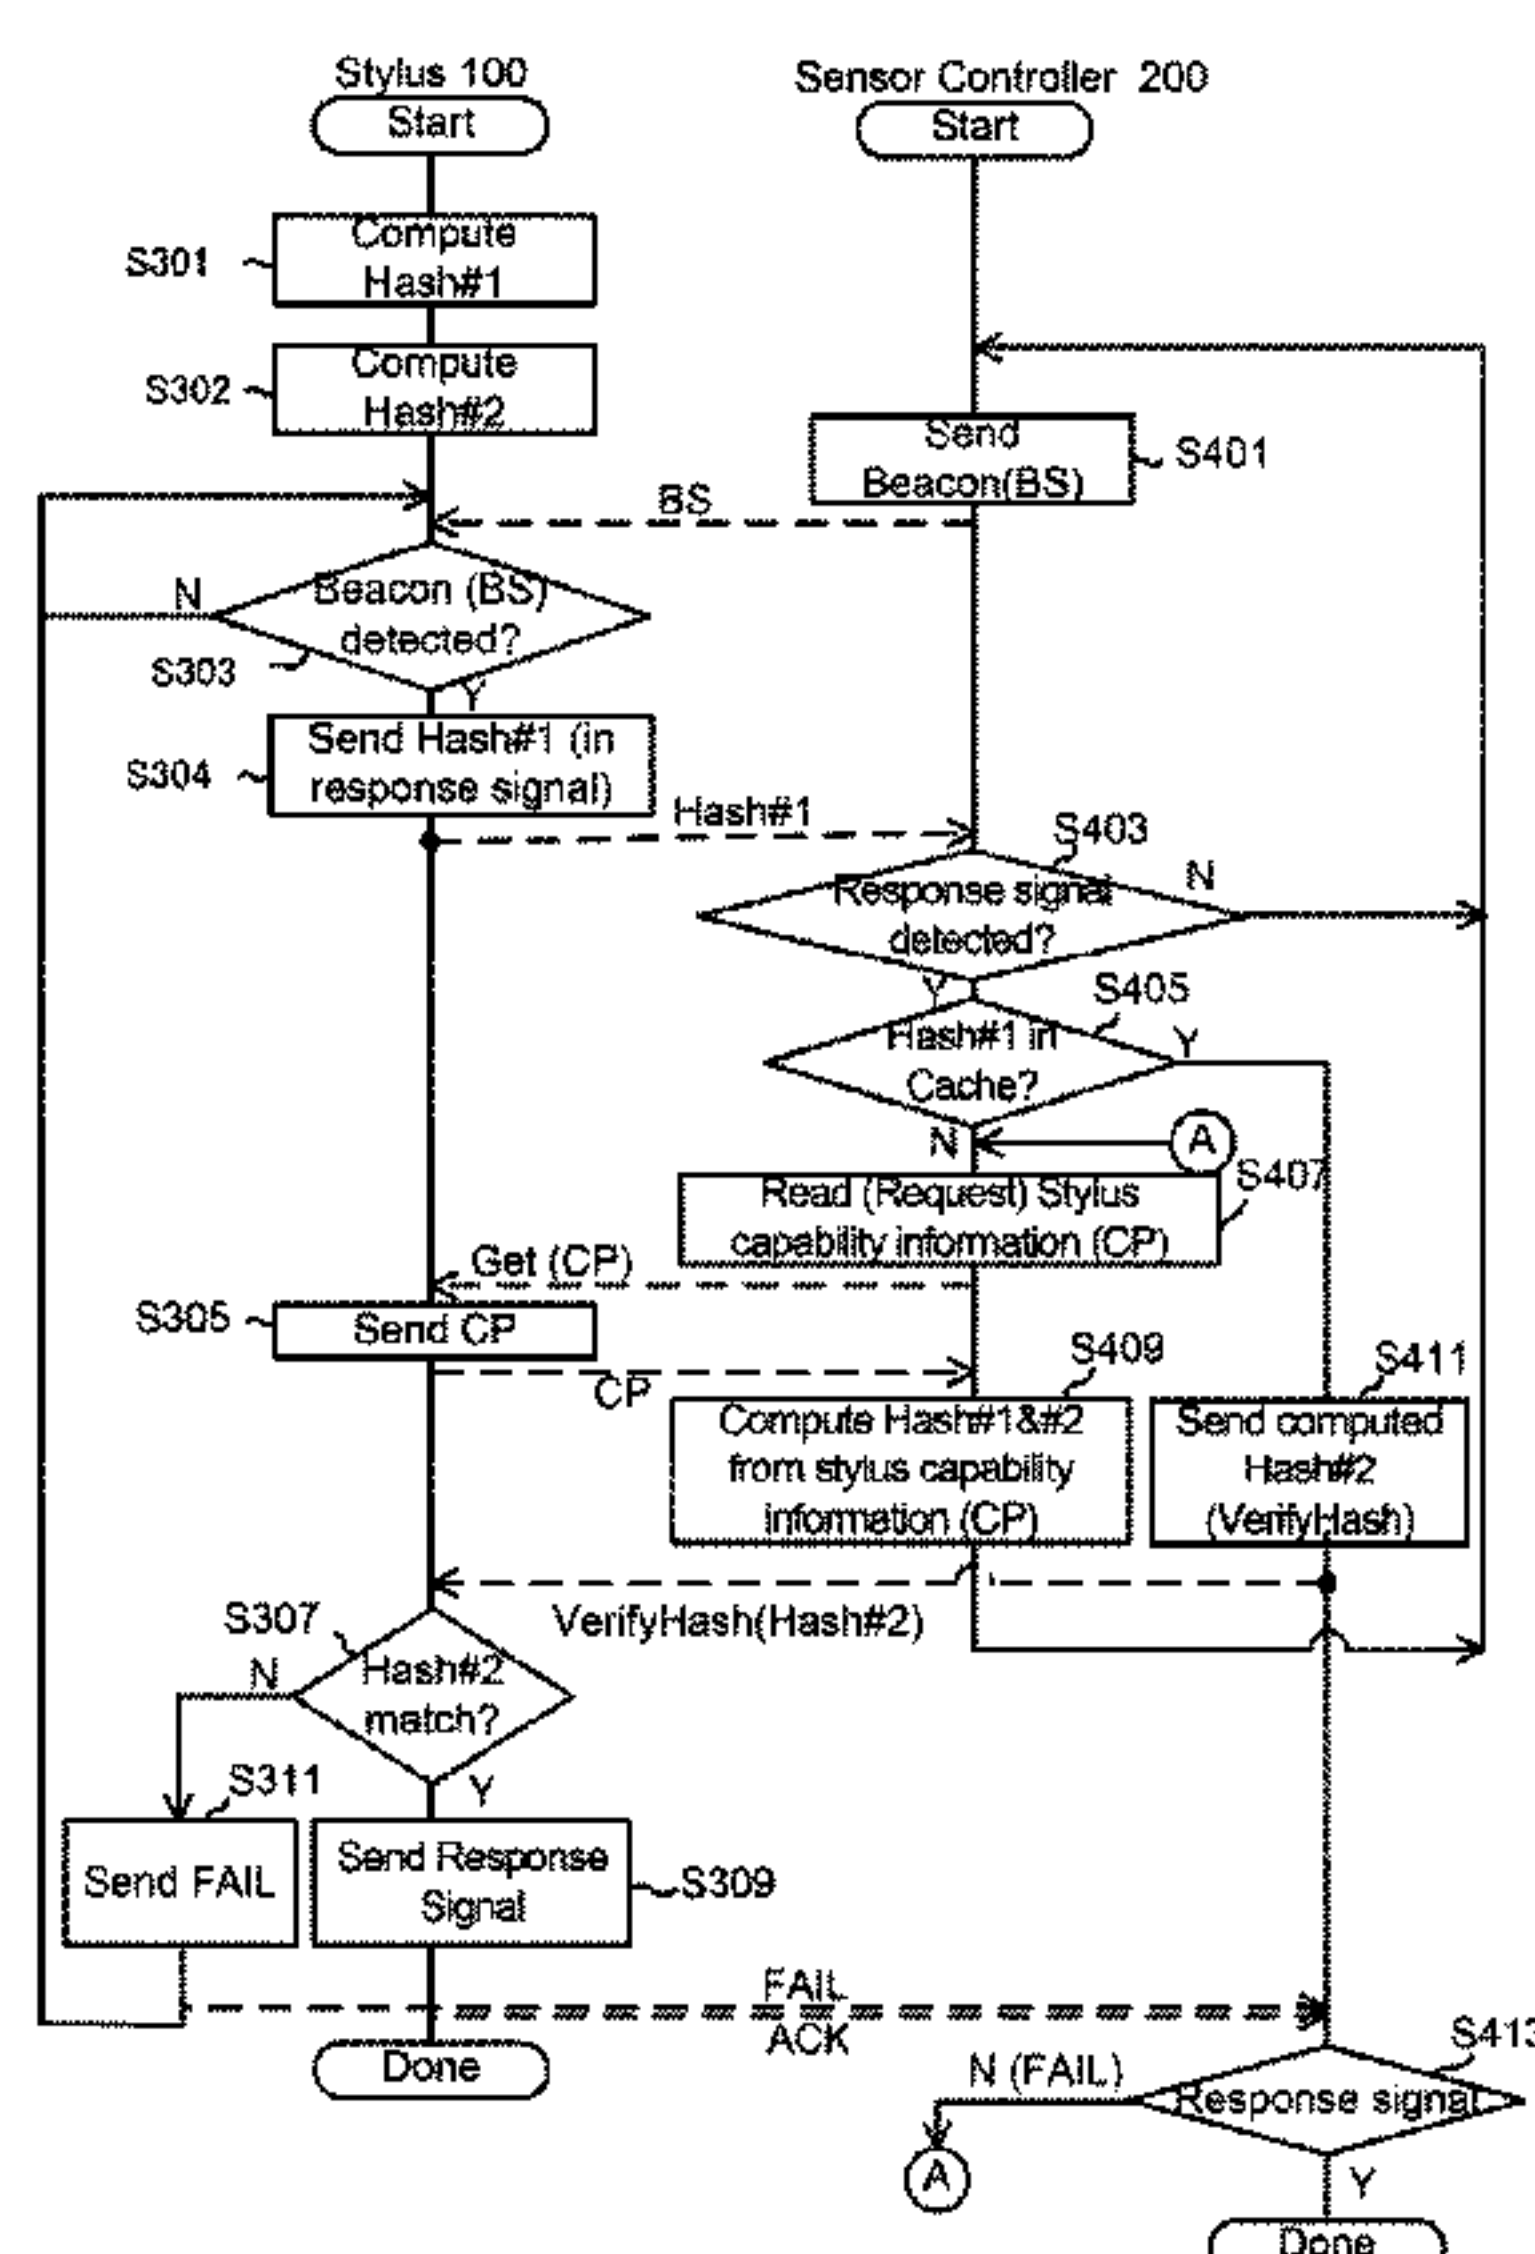 Stylus 100
Sensor Controller 200
Start
Start
S301
Compute
Hash#1
S302
Compute
Hash#2
Send
Beacon(BS)
S401
BS
N
Beacon (BS)
detected?
S303
Y
S304
Send Hash#1 (in
response signal)
Hash#1
S403
Response signal
detected?
N
Y
S405
Hash#1 in
Cache?
Y
N
A
S407
Read (Request) Stylus
capability information (CP)
Get (CP)
S305
Send CP
CP
S409
Compute Hash#1&#2
from stylus capability
information (CP)
S411
Send computed
Hash#2
(VerifyHash)
VerifyHash(Hash#2)
S307
Hash#2
match?
N
Y
S311
Send FAIL
Send Response
Signal
S309
FAIL
ACK
Done
S413
N (FAIL)
Response signal
A
Y
Done